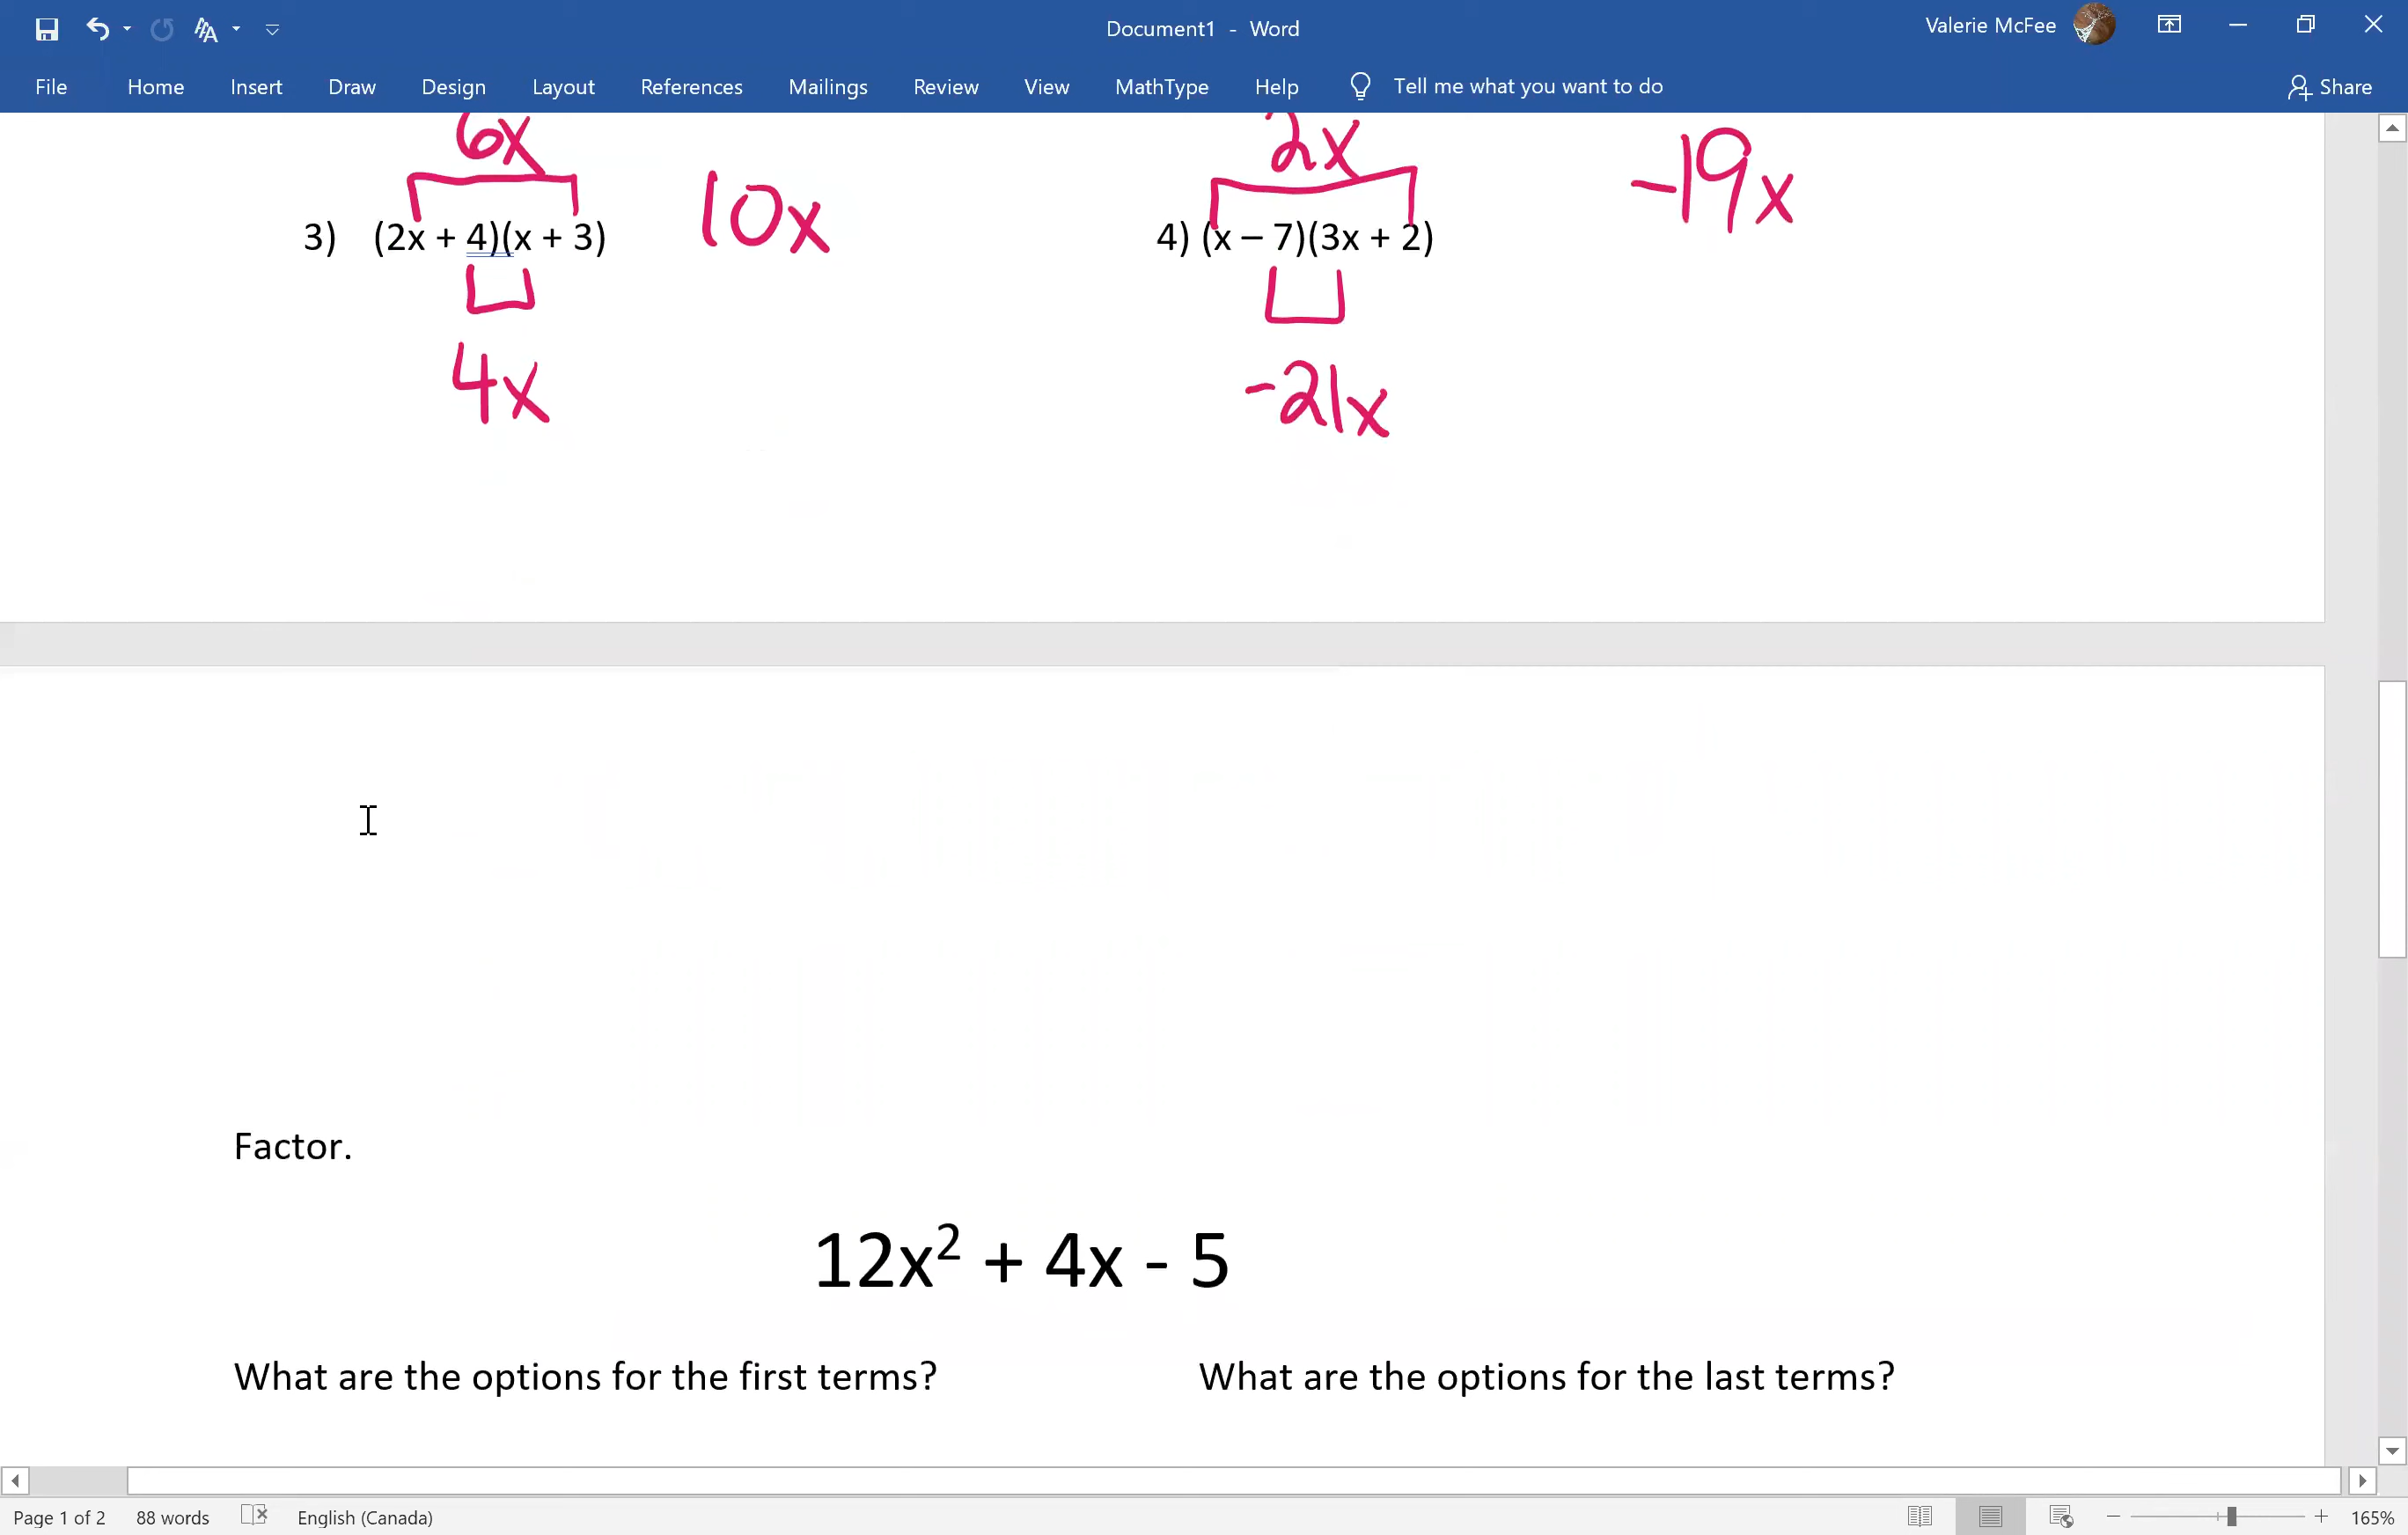 Document1 - Word
Valerie McFee
File Home Insert Draw Design Layout References Mailings Review View MathType Help Tell me what you want to do Share
6x
2x
-19x
10x
3) (2x + 4)(x + 3)
4) (x – 7)(3x + 2)
4x
-21x
Factor.
12x² + 4x - 5
What are the options for the first terms?
What are the options for the last terms?
Page 1 of 2 88 words English (Canada) 165%